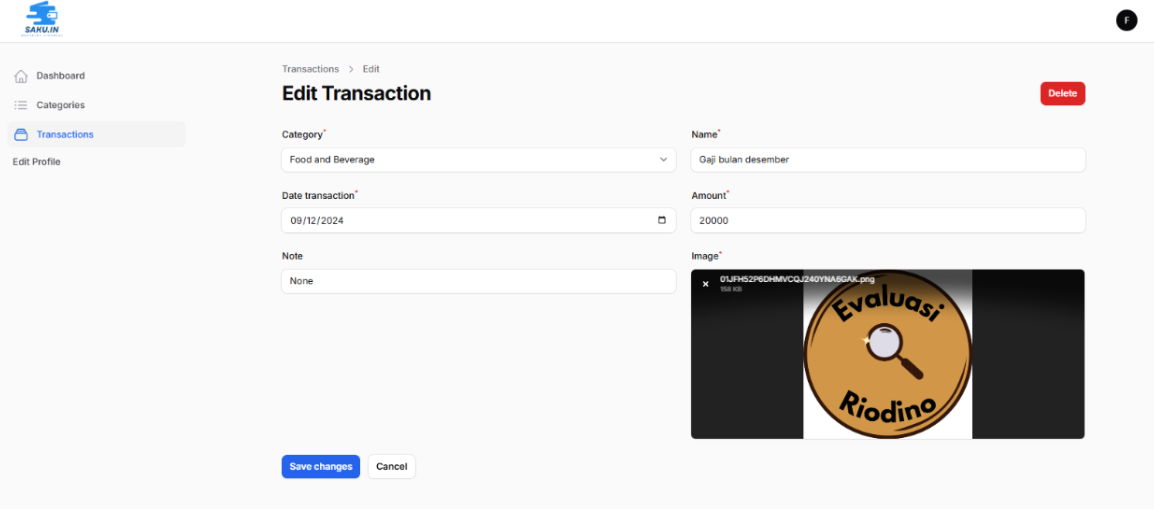 SAKU.IN
F
Dashboard
Categories
Transactions
Edit Profile
Transactions > Edit
Edit Transaction
Delete
Category*
Food and Beverage
Name*
Gaji bulan desember
Date transaction*
09/12/2024
Amount*
20000
Note
None
Image*
01JFH52P6DHMVCQJ240YNA6GAK.png
158 KB
Evaluasi
Riodino
Save changes
Cancel